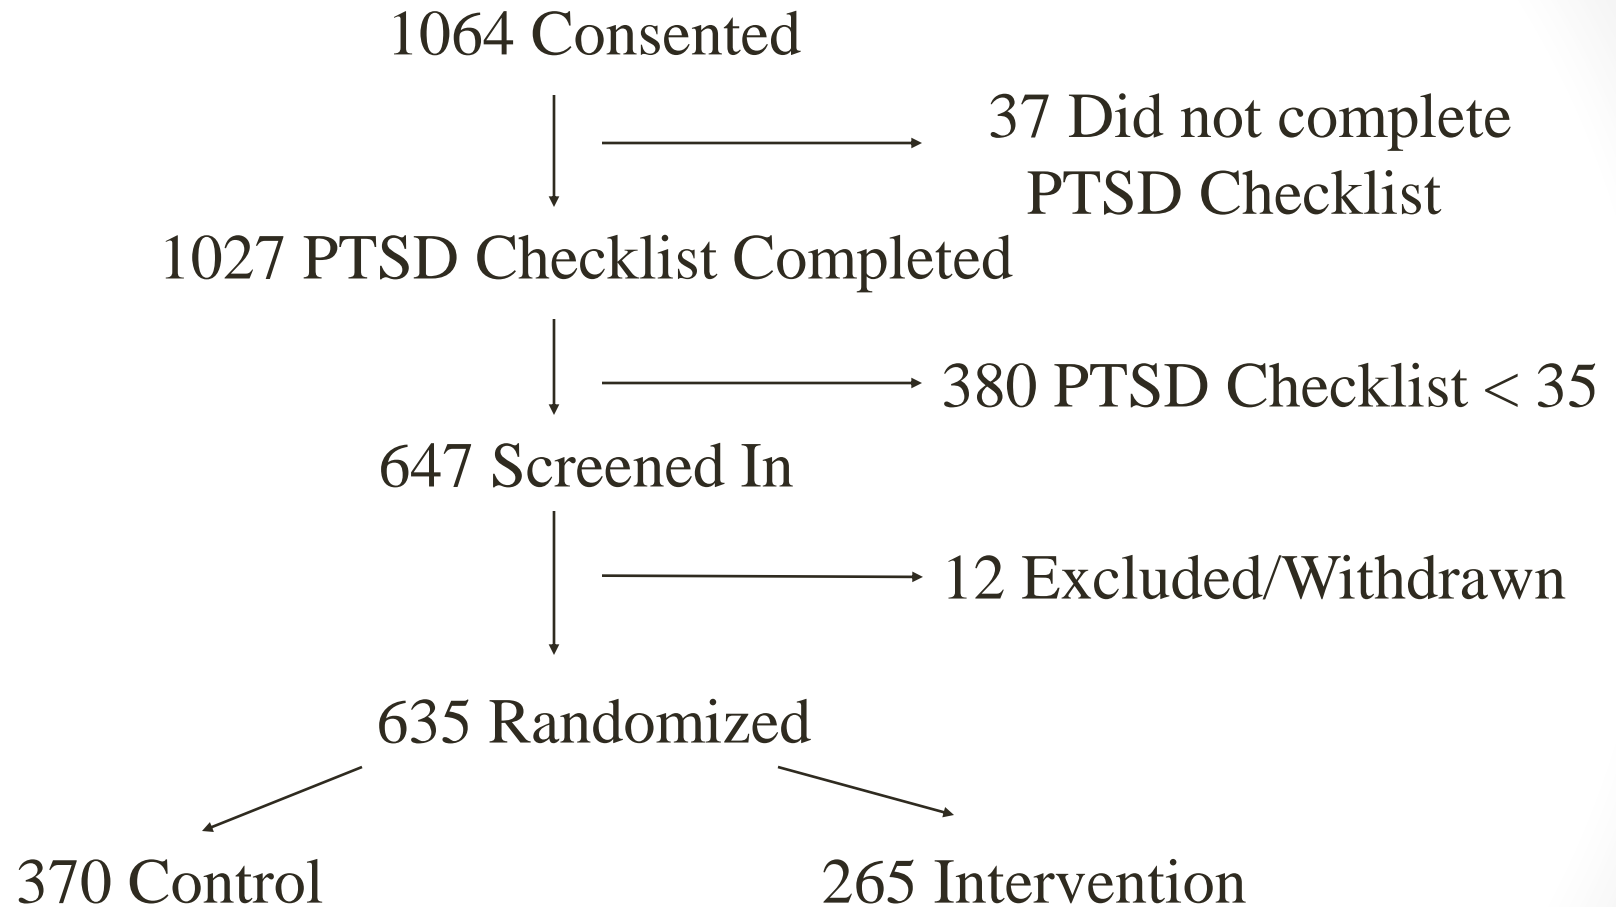 1064 Consented
37 Did not complete
PTSD Checklist
1027 PTSD Checklist Completed
380 PTSD Checklist < 35
647 Screened In
12 Excluded/Withdrawn
635 Randomized
370 Control
265 Intervention